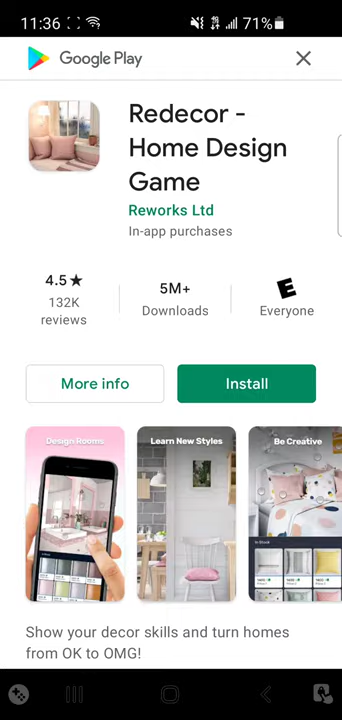 11:36
71%
Google Play
Redecor -
Home Design
Game
Reworks Ltd
In-app purchases
4.5★
132K
reviews
5M+
Downloads
E
Everyone
More info
Install
Design Rooms
Learn New Styles
Be Creative
In Stock
Show your decor skills and turn homes
from OK to OMG!